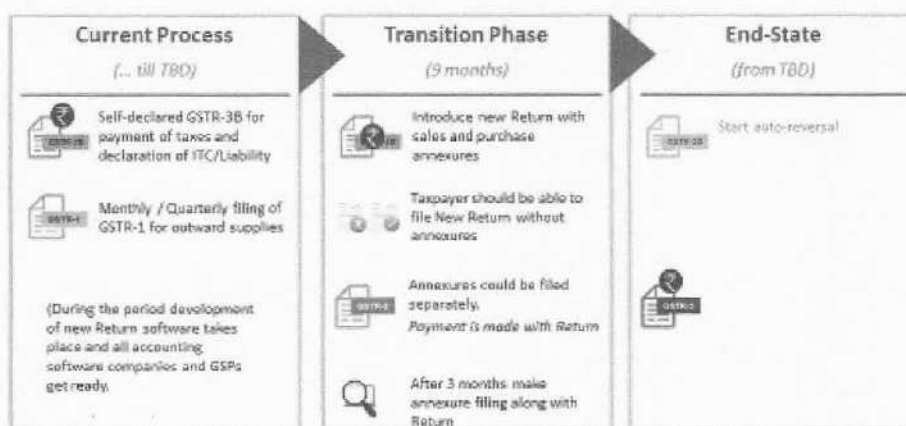 Current Process
(... till TBD)
Self-declared GSTR-3B for
payment of taxes and
declaration of ITC/Liability
GSTR-1
Monthly / Quarterly filing of
GSTR-1 for outward supplies
(During the period development
of new Return software takes
place and all accounting
software companies and GSPs
get ready.
Transition Phase
(9 months)
Introduce new Return with
sales and purchase
annexures
Taxpayer should be able to
file New Return without
annexures
Annexures could be filed
separately.
Payment is made with Return
After 3 months make
annexure filing along with
Return
End-State
(from TBD)
Start auto-reversal